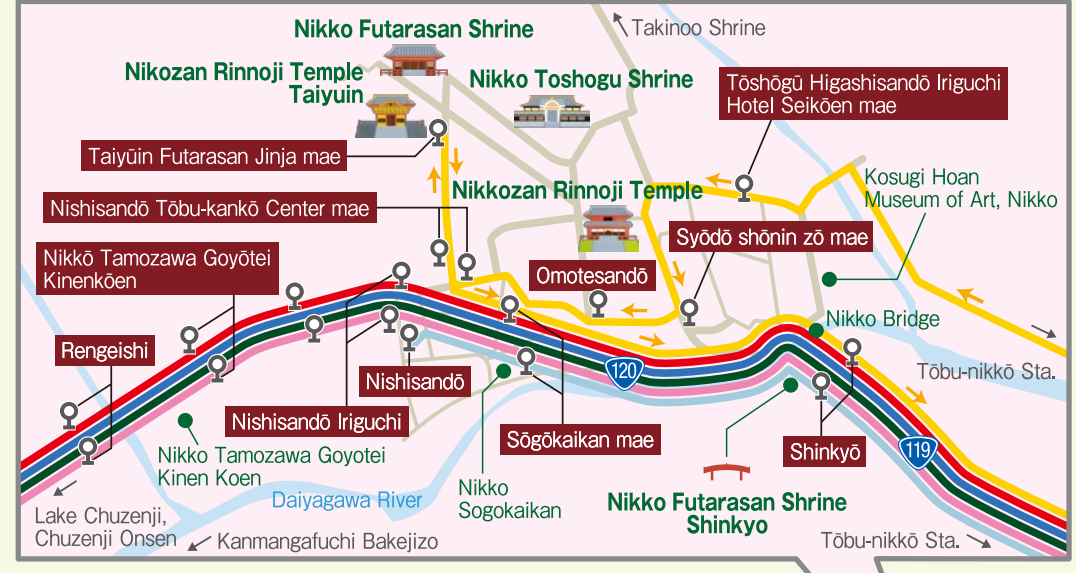 Nikko Futarasan Shrine
Takinoo Shrine
Nikozan Rinnoji Temple
Taiyuin
Nikko Toshogu Shrine
Tōshōgū Higashisandō Iriguchi
Hotel Seikōen mae
Taiyūin Futarasan Jinja mae
Kosugi Hoan
Museum of Art, Nikko
Nikkozan Rinnoji Temple
Nishisandō Tōbu-kankō Center mae
Syōdō shōnin zō mae
Nikkō Tamozawa Goyōtei
Kinenkōen
Omotesandō
Nikko Bridge
Rengeishi
Tōbu-nikkō Sta.
120
Nishisandō
Nishisandō Iriguchi
Sōgōkaikan mae
Shinkyō
119
Nikko Tamozawa Goyotei
Kinen Koen
Nikko
Sogokaikan
Daiyagawa River
Nikko Futarasan Shrine
Shinkyo
Lake Chuzenji,
Chuzenji Onsen
Kanmangafuchi Bakejizo
Tōbu-nikkō Sta.